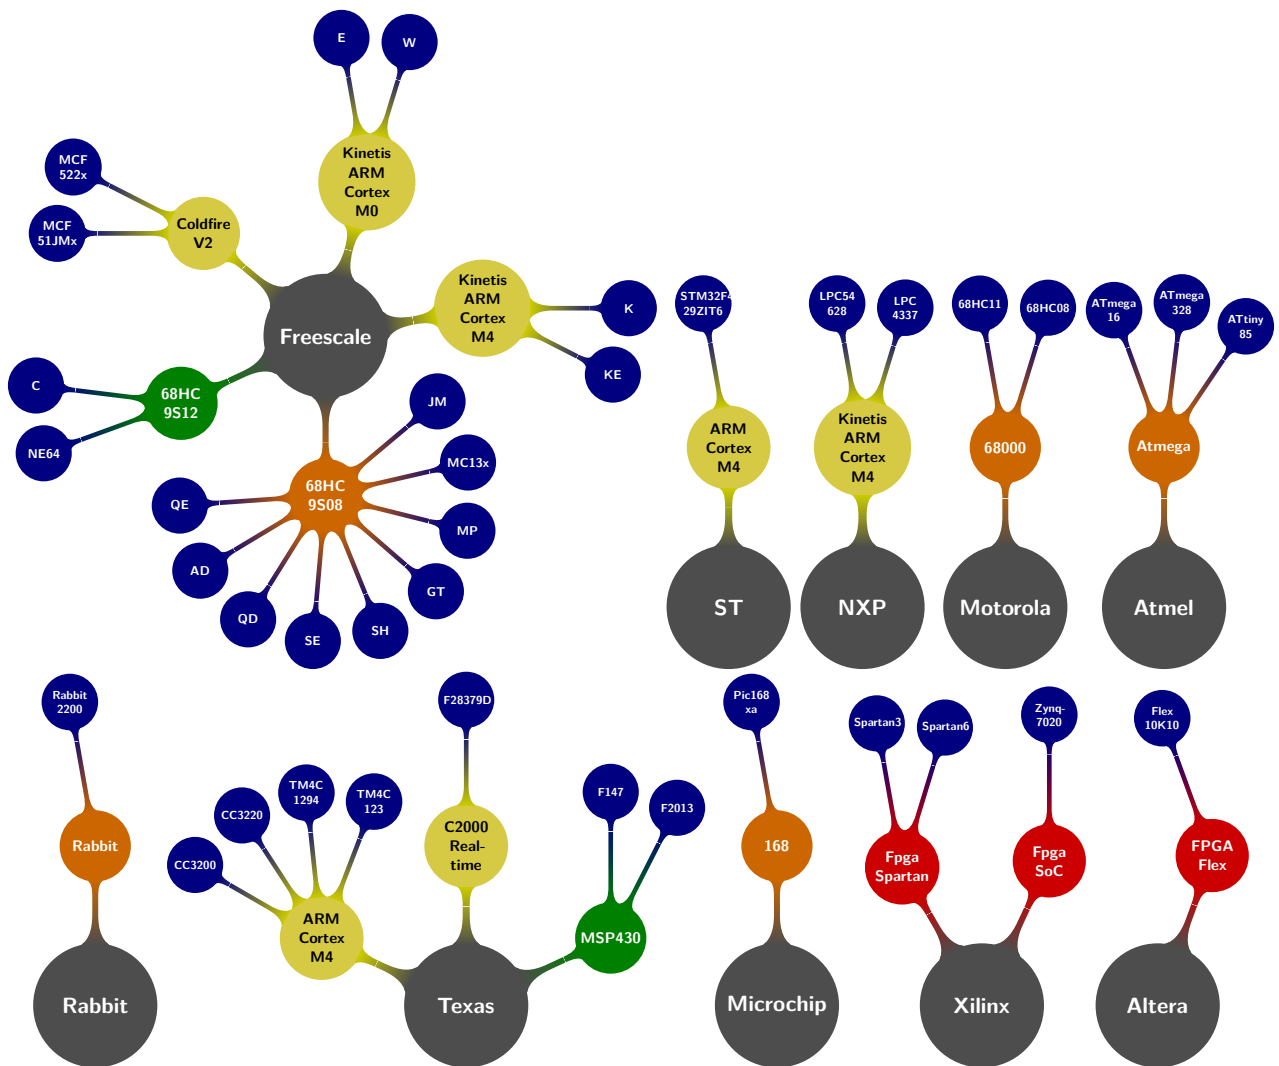 E
W
Kinetis
ARM
Cortex
M0
MCF
522x
MCF
51JMx
Coldfire
V2
Kinetis
ARM
Cortex
M4
K
KE
Freescale
C
NE64
68HC
9S12
68HC
9S08
JM
MC13x
MP
GT
SH
SE
QD
AD
QE
STM32F4
29ZIT6
ARM
Cortex
M4
ST
LPC54
628
LPC
4337
Kinetis
ARM
Cortex
M4
NXP
68HC11
68HC08
68000
Motorola
ATmega
16
ATmega
328
ATtiny
85
Atmega
Atmel
Rabbit
2200
Rabbit
Rabbit
CC3200
CC3220
TM4C
1294
TM4C
123
ARM
Cortex
M4
F28379D
C2000
Real-
time
F147
F2013
MSP430
Texas
Pic168
xa
168
Microchip
Spartan3
Spartan6
Fpga
Spartan
Zynq-
7020
Fpga
SoC
Xilinx
Flex
10K10
FPGA
Flex
Altera